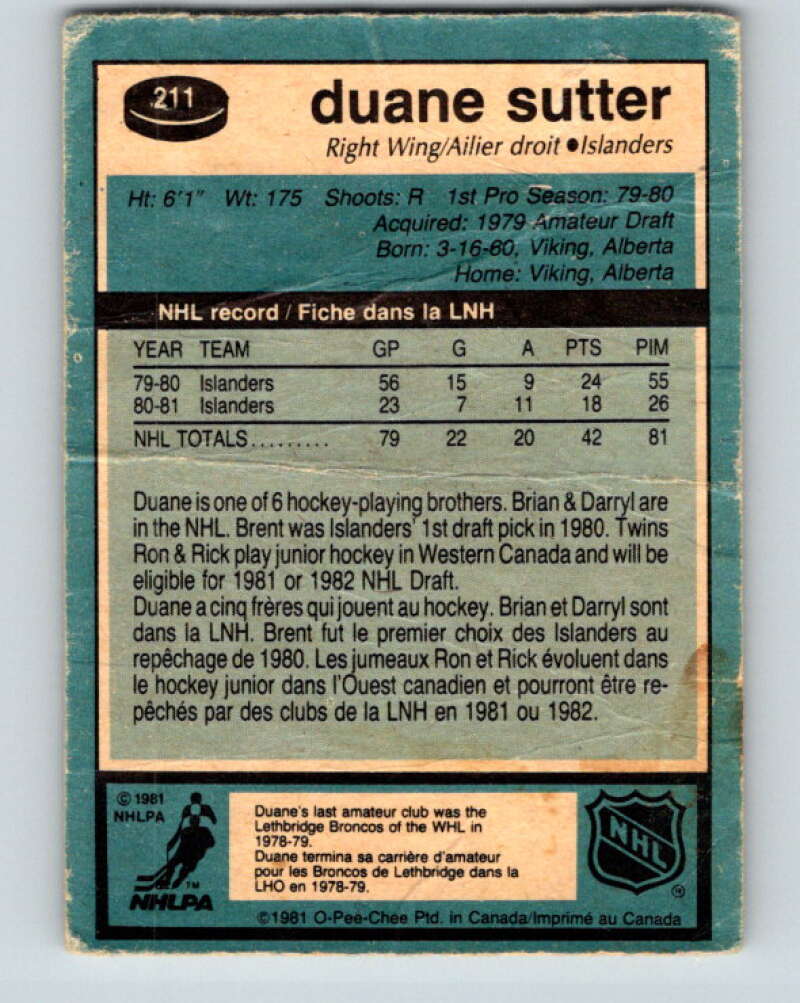 211
duane sutter
Right Wing/Ailier droit ●Islanders
Ht: 6'1" Wt: 175 Shoots: R 1st Pro Season: 79-80
Acquired: 1979 Amateur Draft
Born: 3-16-60, Viking, Alberta
Home: Viking, Alberta
NHL record / Fiche dans la LNH
YEAR TEAM GP G A PTS PIM
79-80 Islanders 56 15 9 24 55
80-81 Islanders 23 7 11 18 26
NHL TOTALS......... 79 22 20 42 81
Duane is one of 6 hockey-playing brothers. Brian & Darryl are
in the NHL. Brent was Islanders' 1st draft pick in 1980. Twins
Ron & Rick play junior hockey in Western Canada and will be
eligible for 1981 or 1982 NHL Draft.
Duane a cinq frères qui jouent au hockey. Brian et Darryl sont
dans la LNH. Brent fut le premier choix des Islanders au
repêchage de 1980. Les jumeaux Ron et Rick évoluent dans
le hockey junior dans l'Ouest canadien et pourront être re-
pêchés par des clubs de la LNH en 1981 ou 1982.
© 1981
NHLPA
TM
NHLPA
Duane's last amateur club was the
Lethbridge Broncos of the WHL in
1978-79.
Duane termina sa carrière d'amateur
pour les Broncos de Lethbridge dans la
LHO en 1978-79.
NHL
©1981 O-Pee-Chee Ptd. in Canada/Imprimé au Canada